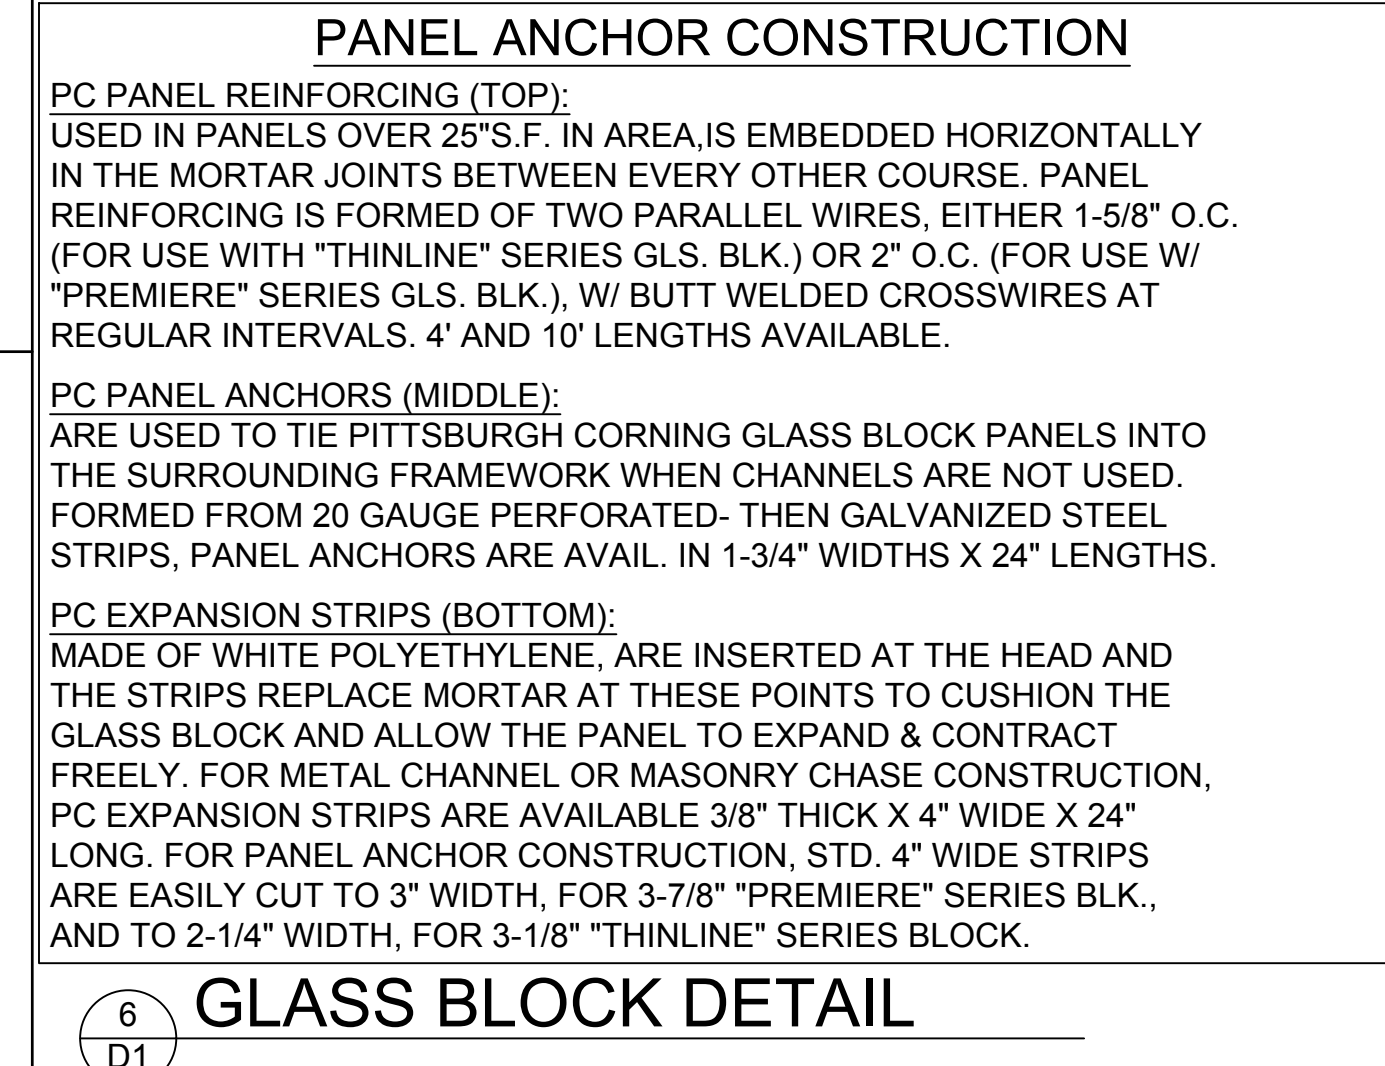 PANEL ANCHOR CONSTRUCTION
PC PANEL REINFORCING (TOP):
USED IN PANELS OVER 25"S.F. IN AREA,IS EMBEDDED HORIZONTALLY
IN THE MORTAR JOINTS BETWEEN EVERY OTHER COURSE. PANEL
REINFORCING IS FORMED OF TWO PARALLEL WIRES, EITHER 1-5/8" O.C.
(FOR USE WITH "THINLINE" SERIES GLS. BLK.) OR 2" O.C. (FOR USE W/
"PREMIERE" SERIES GLS. BLK.), W/ BUTT WELDED CROSSWIRES AT
REGULAR INTERVALS. 4' AND 10' LENGTHS AVAILABLE.
PC PANEL ANCHORS (MIDDLE):
ARE USED TO TIE PITTSBURGH CORNING GLASS BLOCK PANELS INTO
THE SURROUNDING FRAMEWORK WHEN CHANNELS ARE NOT USED.
FORMED FROM 20 GAUGE PERFORATED- THEN GALVANIZED STEEL
STRIPS, PANEL ANCHORS ARE AVAIL. IN 1-3/4" WIDTHS X 24" LENGTHS.
PC EXPANSION STRIPS (BOTTOM):
MADE OF WHITE POLYETHYLENE, ARE INSERTED AT THE HEAD AND
THE STRIPS REPLACE MORTAR AT THESE POINTS TO CUSHION THE
GLASS BLOCK AND ALLOW THE PANEL TO EXPAND & CONTRACT
FREELY. FOR METAL CHANNEL OR MASONRY CHASE CONSTRUCTION,
PC EXPANSION STRIPS ARE AVAILABLE 3/8" THICK X 4" WIDE X 24"
LONG. FOR PANEL ANCHOR CONSTRUCTION, STD. 4" WIDE STRIPS
ARE EASILY CUT TO 3" WIDTH, FOR 3-7/8" "PREMIERE" SERIES BLK.,
AND TO 2-1/4" WIDTH, FOR 3-1/8" "THINLINE" SERIES BLOCK.
6 GLASS BLOCK DETAIL
D1